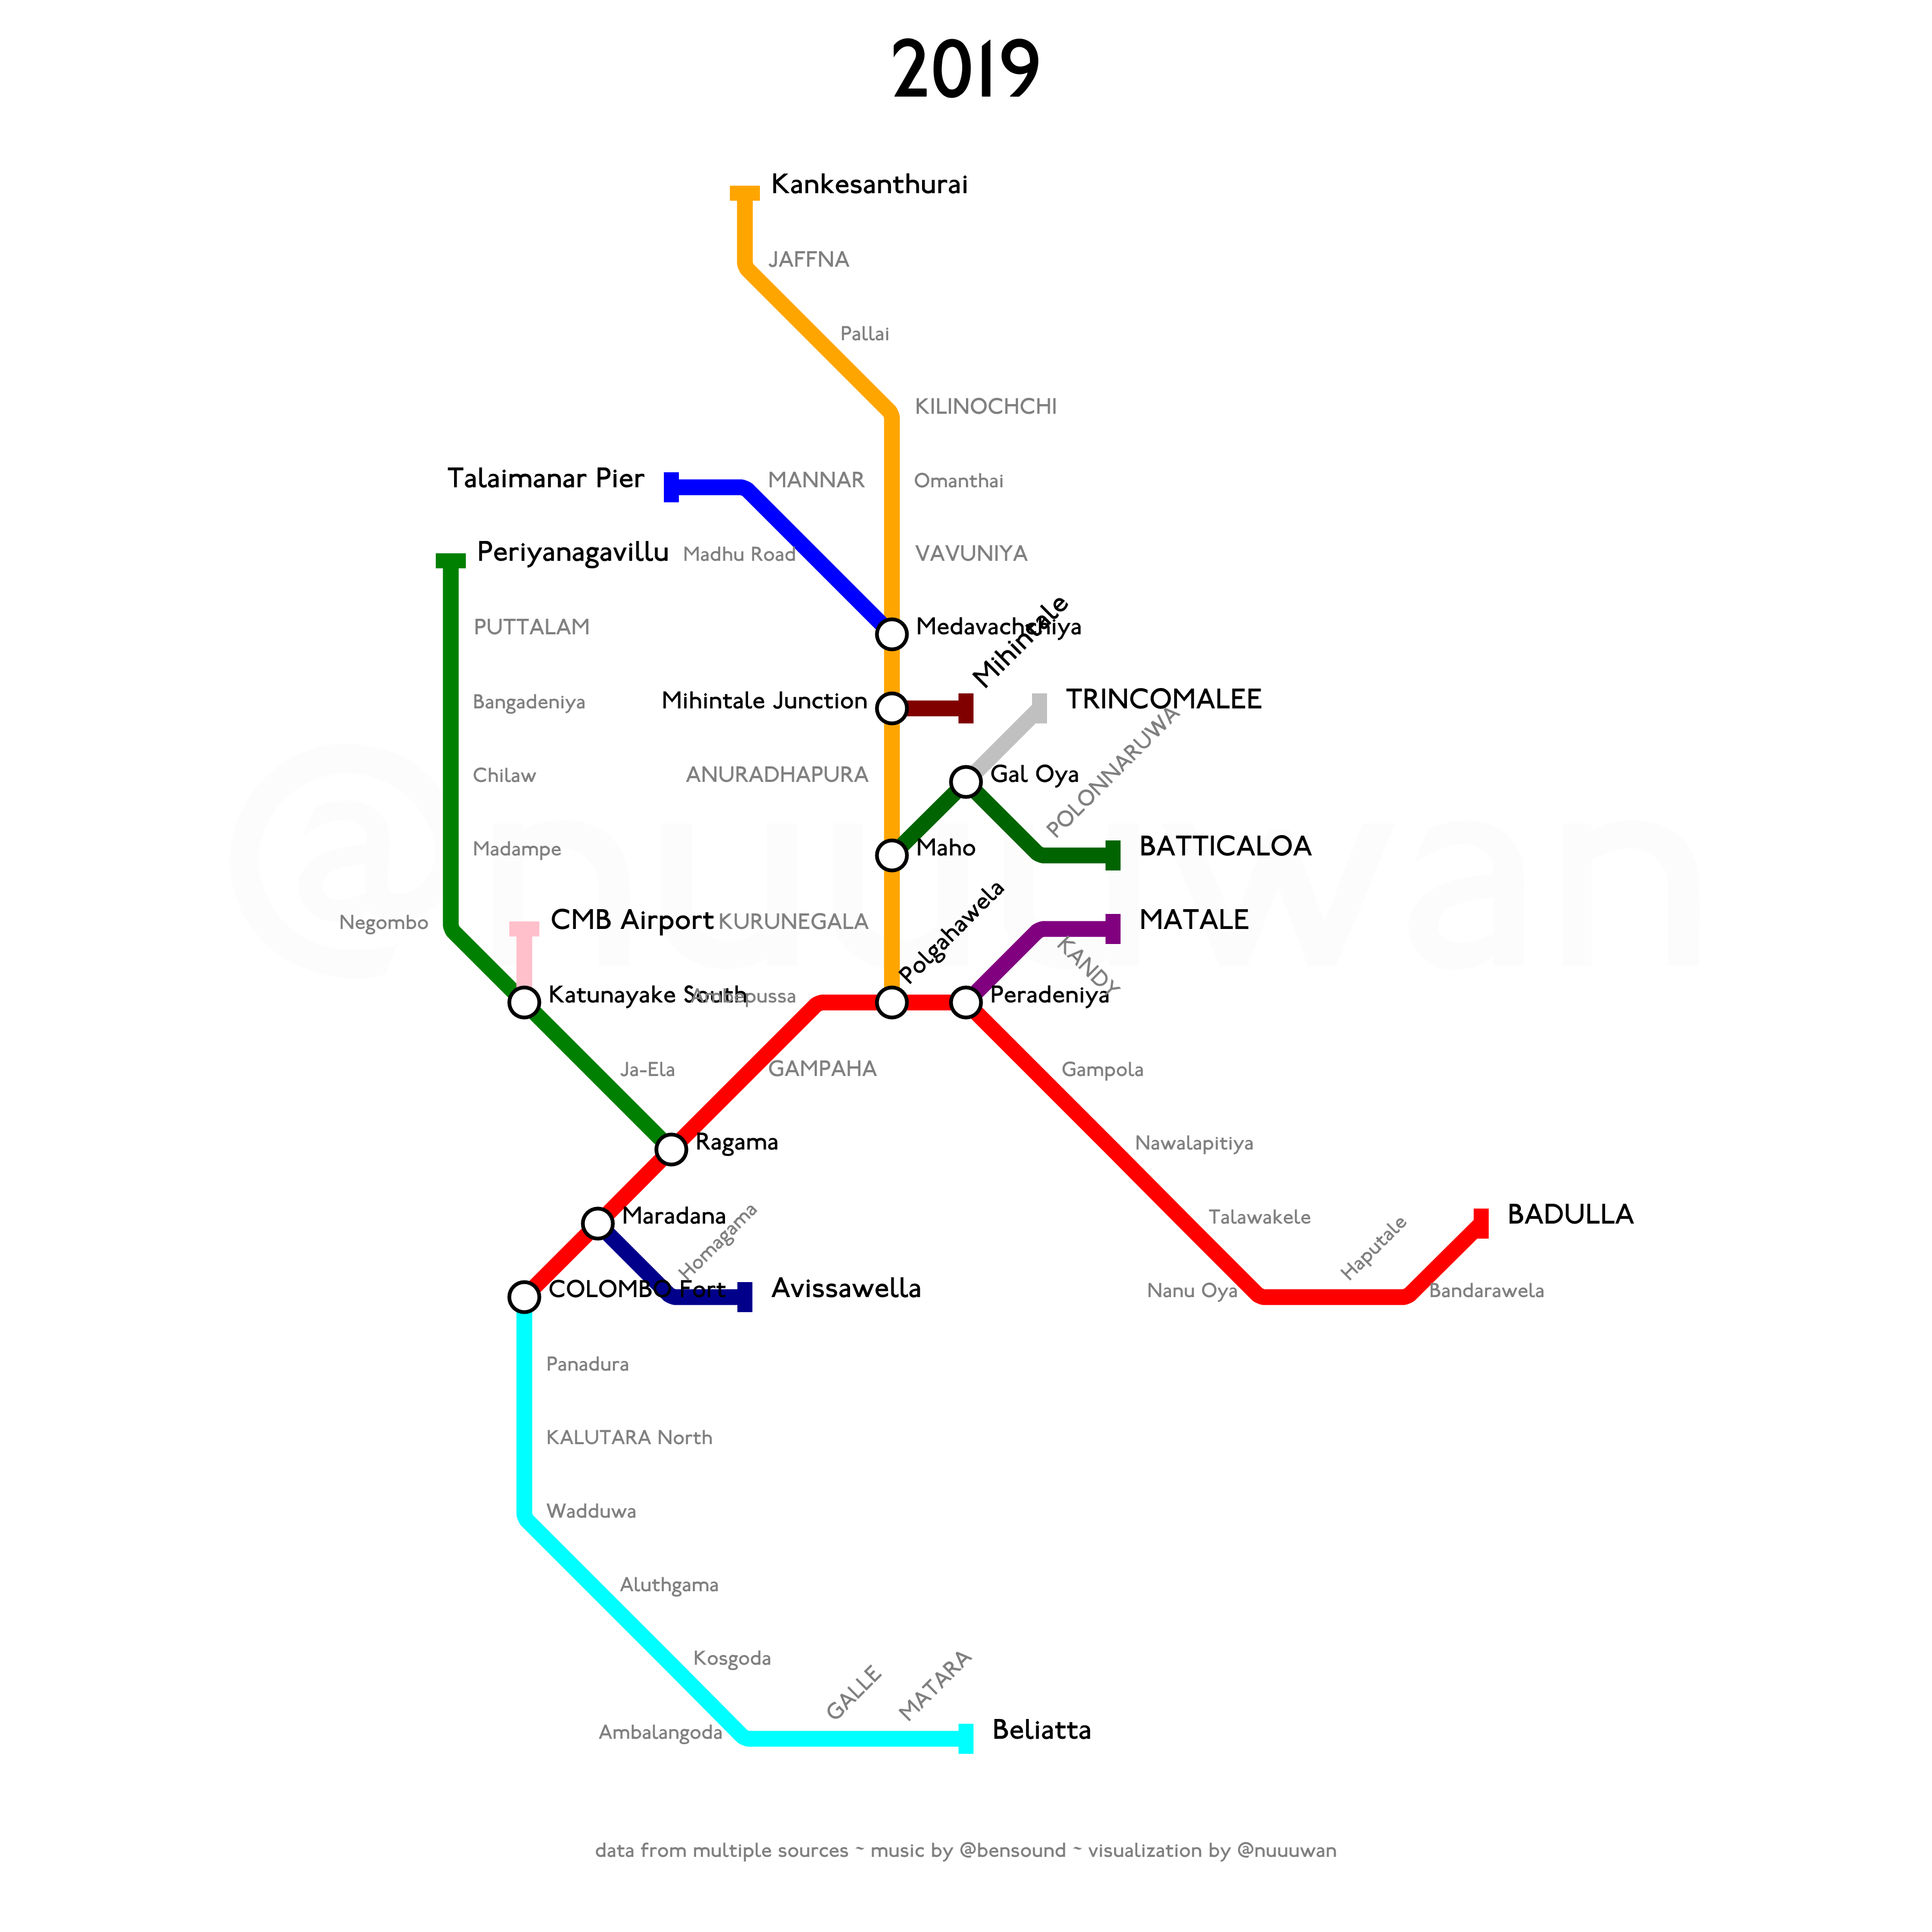 2019
Kankesanthurai
JAFFNA
Pallai
KILINOCHCHI
Talaimanar Pier
MANNAR
Omanthai
Periyanagavillu
Madhu Road
VAVUNIYA
PUTTALAM
Medavachchiya
Mihintale
Bangadeniya
Mihintale Junction
TRINCOMALEE
Chilaw
ANURADHAPURA
Gal Oya
POLONNARUWA
Madampe
Maho
BATTICALOA
@nuuuwan
Negombo
CMB Airport
KURUNEGALA
Polgahawela
MATALE
KANDY
Katunayake South
Ambepussa
Peradeniya
Ja-Ela
GAMPAHA
Gampola
Ragama
Nawalapitiya
Maradana
Homagama
Talawakele
Haputale
BADULLA
COLOMBO Fort
Avissawella
Nanu Oya
Bandarawela
Panadura
KALUTARA North
Wadduwa
Aluthgama
Kosgoda
GALLE
MATARA
Ambalangoda
Beliatta
data from multiple sources ~ music by @bensound ~ visualization by @nuuuwan